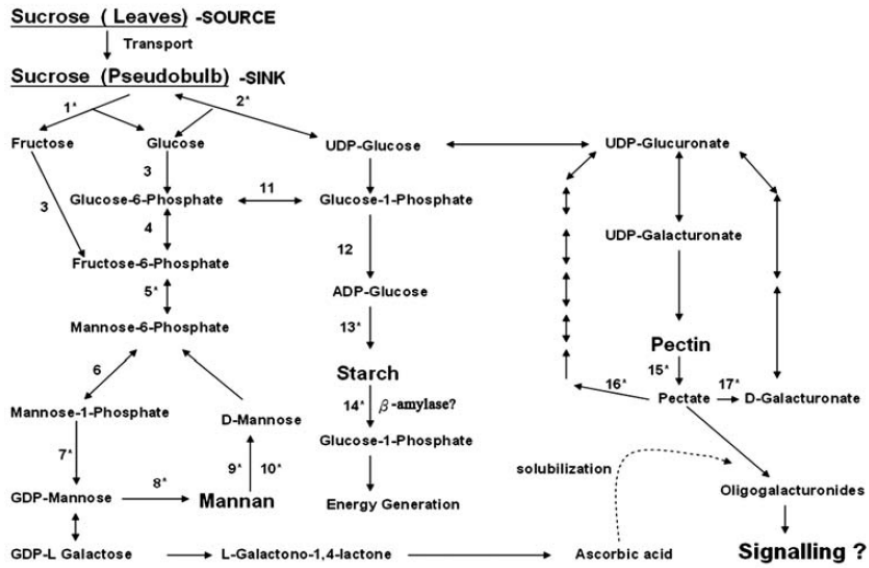 Sucrose ( Leaves) -SOURCE
Transport
Sucrose (Pseudobulb) -SINK
1* 2*
Fructose Glucose UDP-Glucose UDP-Glucuronate
3 3
Glucose-6-Phosphate 11 Glucose-1-Phosphate
4 12 UDP-Galacturonate
Fructose-6-Phosphate
5* ADP-Glucose
Mannose-6-Phosphate 13*
Pectin
6 Starch 15*
16* 17*
14* β-amylase? Pectate D-Galacturonate
Mannose-1-Phosphate D-Mannose
Glucose-1-Phosphate
7* 9* 10* solubilization
8*
GDP-Mannose Mannan Energy Generation Oligogalacturonides
GDP-L Galactose L-Galactono-1,4-lactone Ascorbic acid Signalling ?